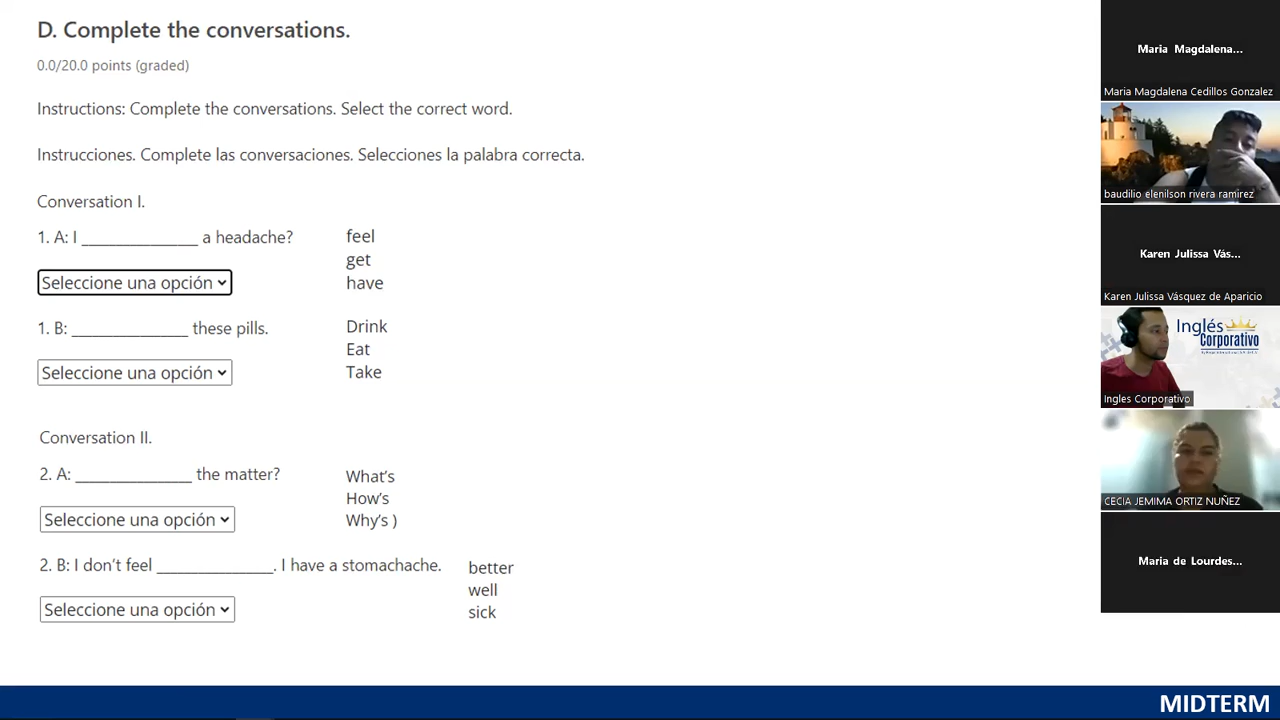 D. Complete the conversations.
0.0/20.0 points (graded)
Instructions: Complete the conversations. Select the correct word.
Instrucciones. Complete las conversaciones. Selecciones la palabra correcta.
Conversation I.
1. A: I ______________ a headache?
feel
get
have
Seleccione una opción
1. B: ______________ these pills.
Drink
Eat
Take
Seleccione una opción
Conversation II.
2. A: ______________ the matter?
What's
How's
Why's )
Seleccione una opción
2. B: I don't feel ______________. I have a stomachache.
better
well
sick
Seleccione una opción
MIDTERM
Maria Magdalena...
Maria Magdalena Cedillos Gonzalez
baudilio elenilson rivera ramirez
Karen Julissa Vás...
Karen Julissa Vásquez de Aparicio
Inglés
Corporativo
Ingles Corporativo
CECIA JEMIMA ORTIZ NUÑEZ
Maria de Lourdes...